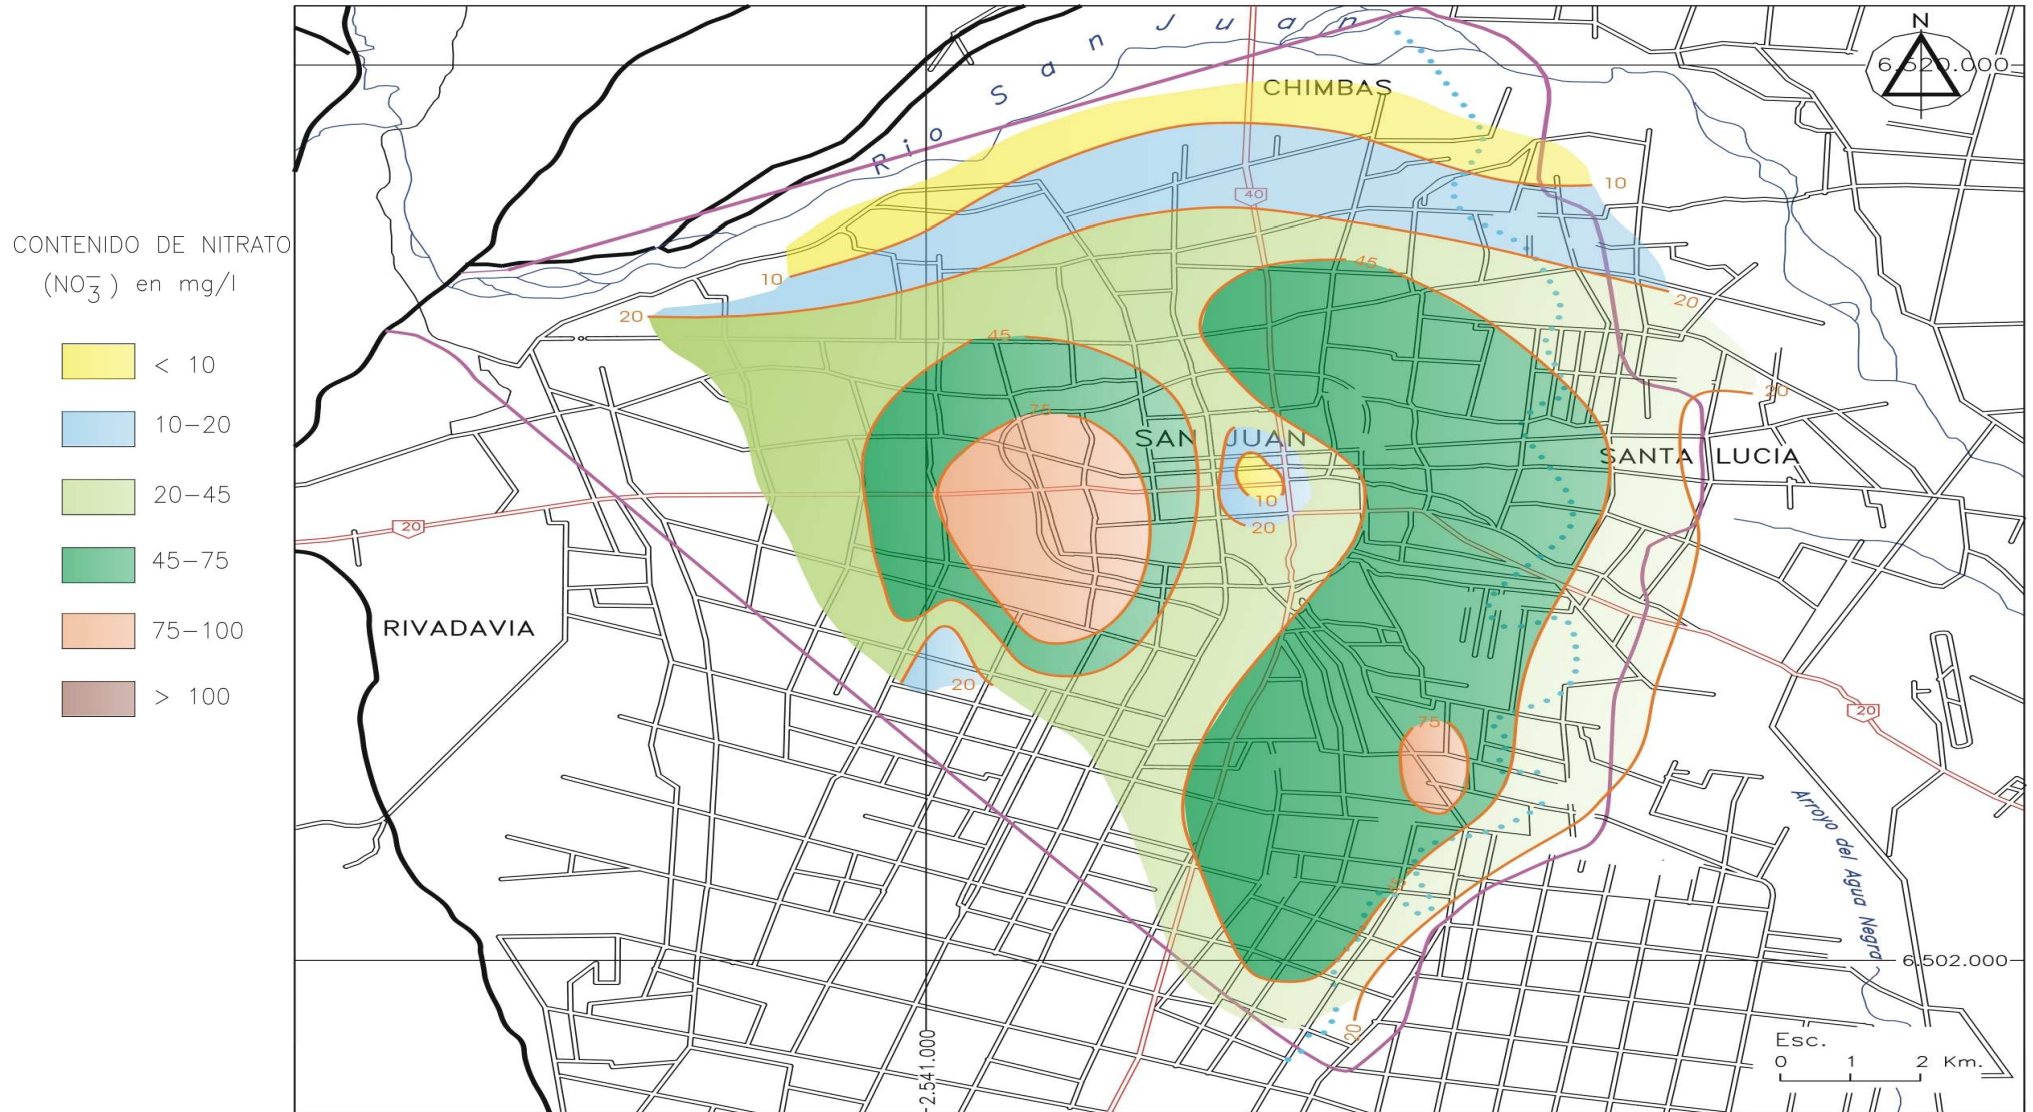 CONTENIDO DE NITRATO
(NO3̅) en mg/l
< 10
10-20
20-45
45-75
75-100
> 100
Rio San Juan
CHIMBAS
N
6.520.000
40
10
10
20
20
45
45
75
20
SAN JUAN
SANTA LUCIA
10
20
20
RIVADAVIA
20
75
20
Arroyo del Agua Negra
45
6.502.000
20
2.541.000
Esc.
0 1 2 Km.